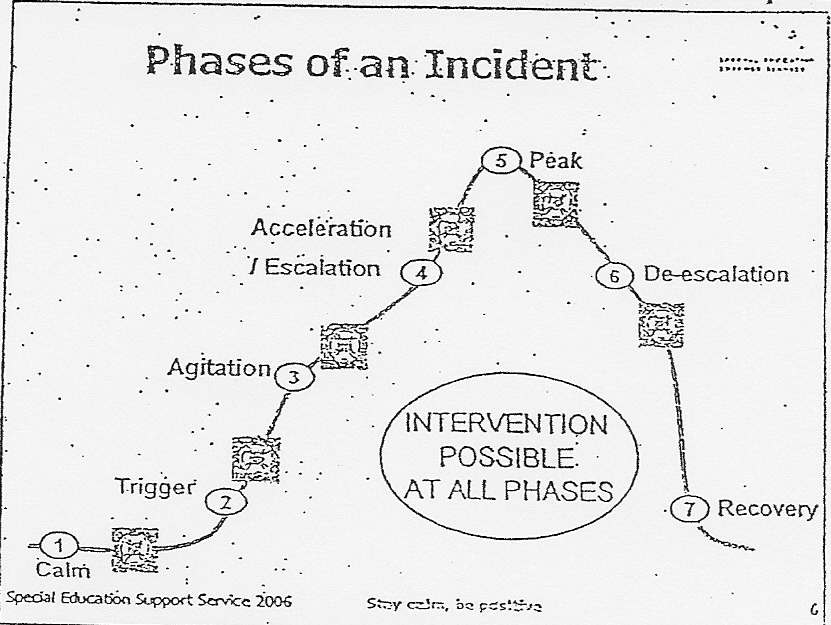 Phases of an Incident
5 Peak
Acceleration
/ Escalation 4
6 De-escalation
Agitation 3
INTERVENTION
POSSIBLE
AT ALL PHASES
Trigger 2
7 Recovery
1
Calm
Special Education Support Service 2006
Stay calm, be positive
6